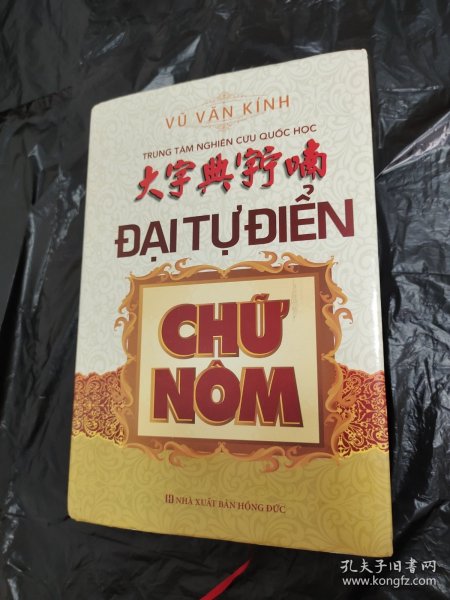 VŨ VĂN KÍNH
TRUNG TÂM NGHIÊN CỨU QUỐC HỌC
大字典𡨸喃
ĐẠI TỰ ĐIỂN
CHỮ
NÔM
NHÀ XUẤT BẢN HỒNG ĐỨC
孔夫子旧书网
www.kongfz.com